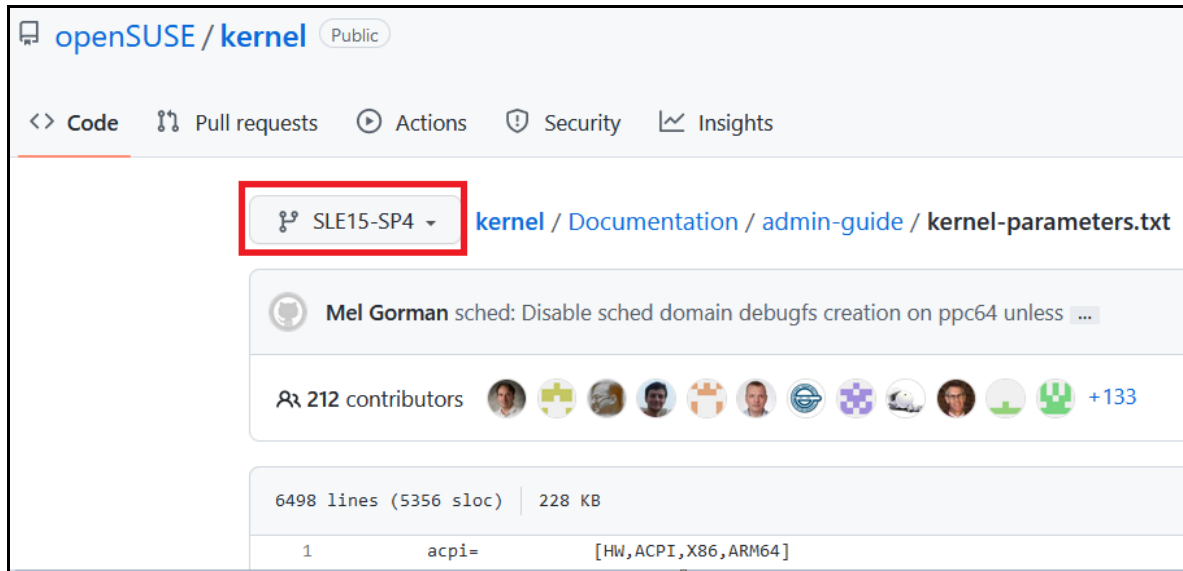 openSUSE / kernel Public
Code Pull requests Actions Security Insights
SLE15-SP4 kernel / Documentation / admin-guide / kernel-parameters.txt
Mel Gorman sched: Disable sched domain debugfs creation on ppc64 unless ...
212 contributors +133
6498 lines (5356 sloc) 228 KB
1 acpi= [HW,ACPI,X86,ARM64]